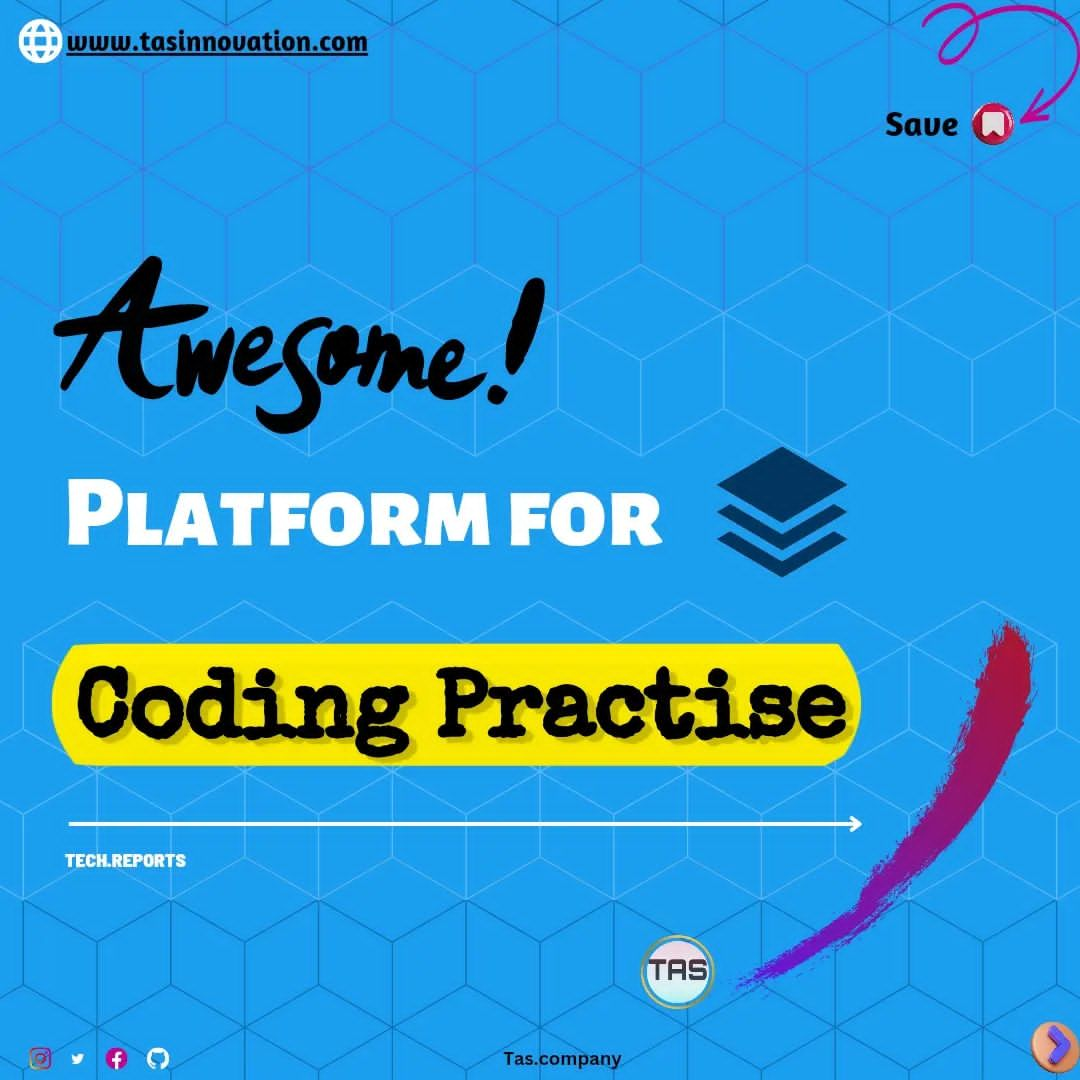 www.tasinnovation.com
Save
Awesome!
PLATFORM FOR
Coding Practise
TECH.REPORTS
TAS
Tas.company